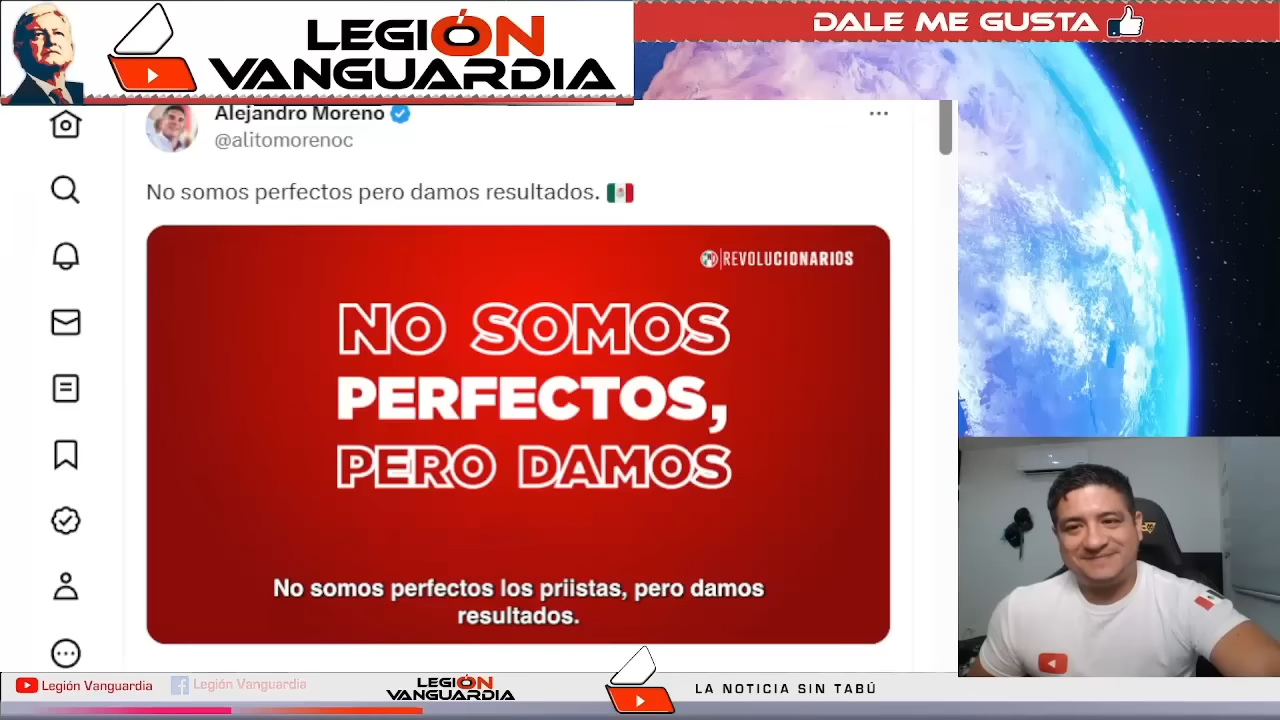 LEGIÓN
VANGUARDIA
DALE ME GUSTA
Alejandro Moreno
@alitomorenoc
No somos perfectos pero damos resultados.
PRI REVOLUCIONARIOS
NO SOMOS
PERFECTOS,
PERO DAMOS
No somos perfectos los priistas, pero damos
resultados.
Legión Vanguardia
Legión Vanguardia
LEGIÓN
VANGUARDIA
LA NOTICIA SIN TABÚ